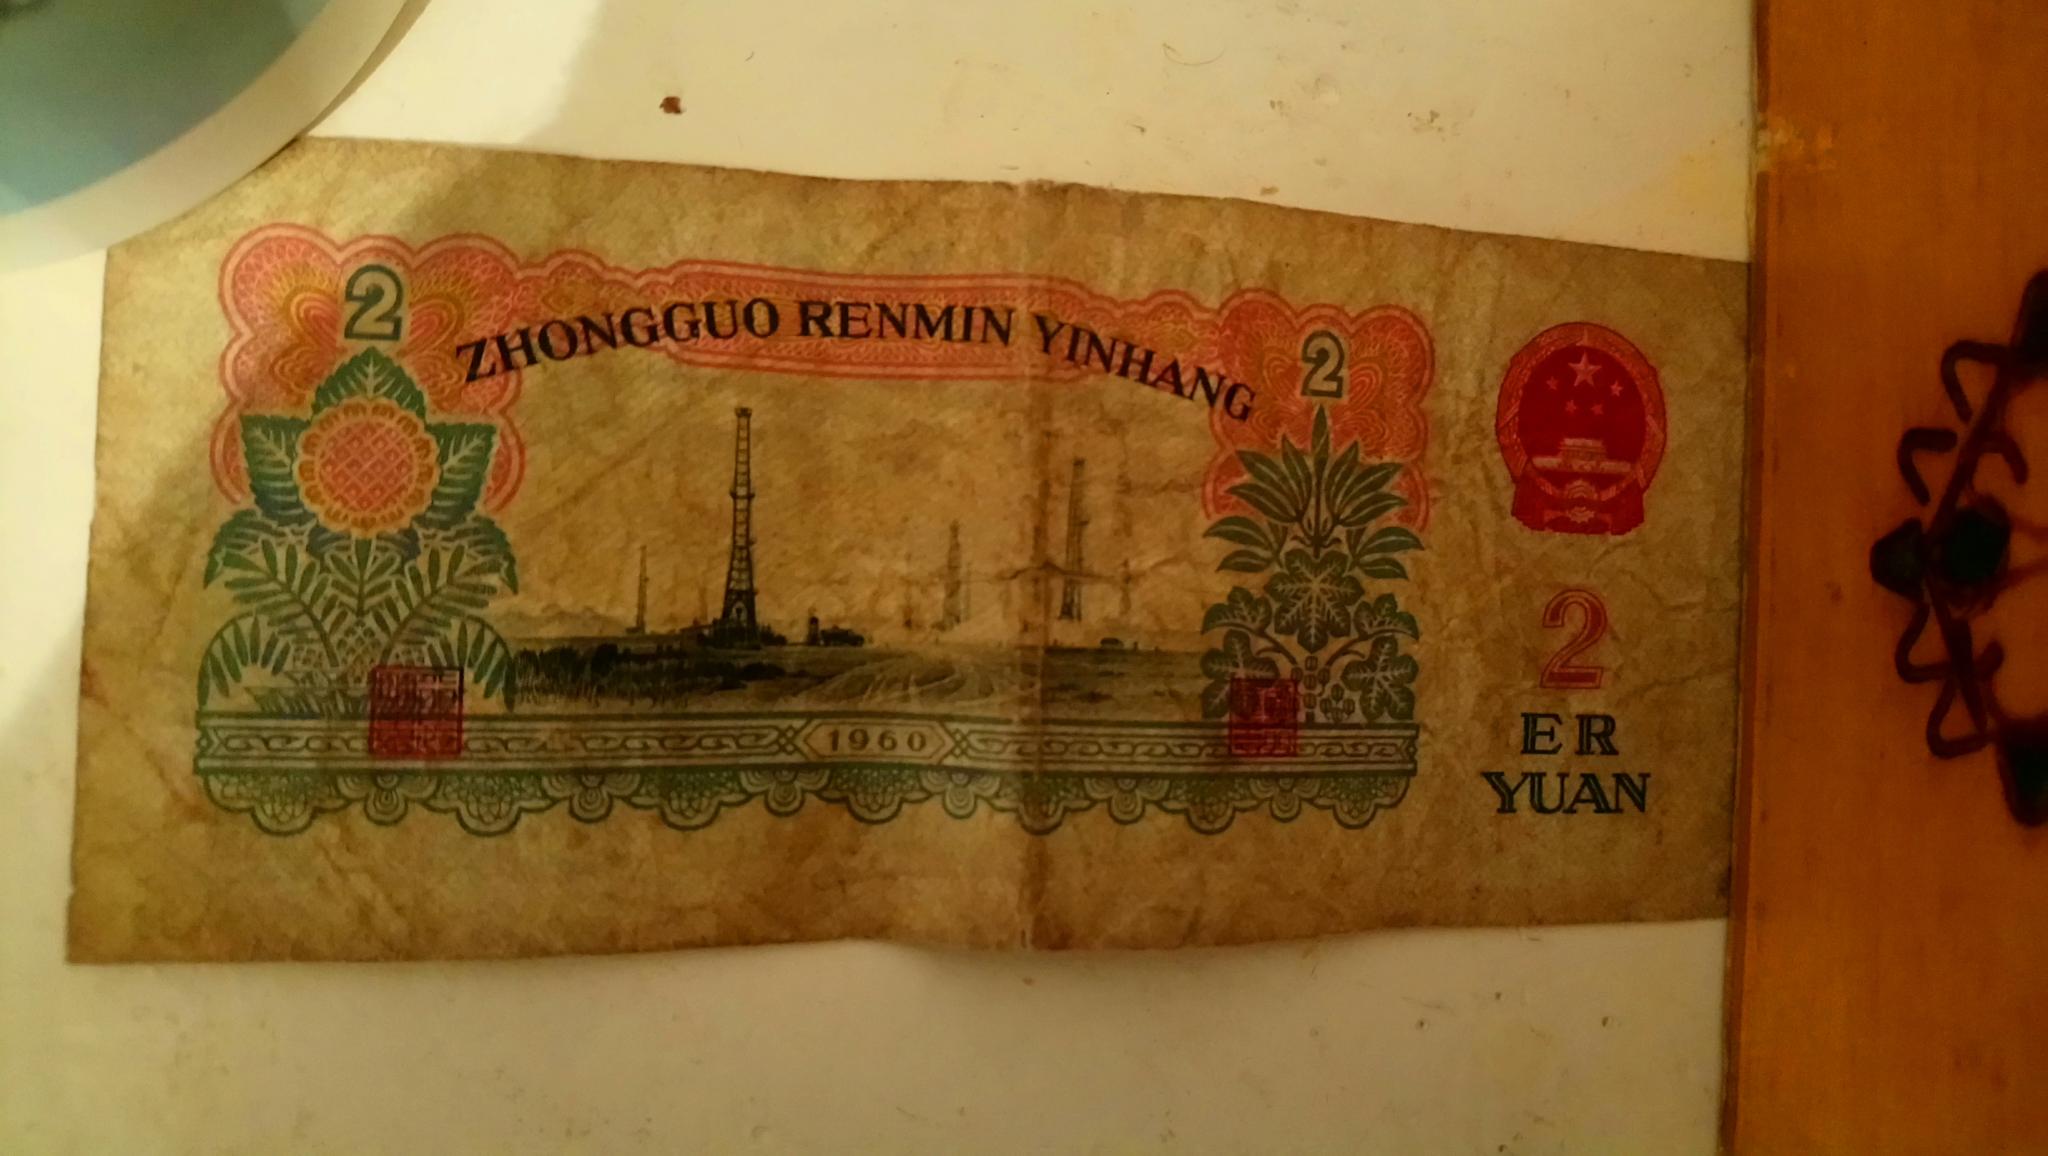 2
ZHONGGUO RENMIN YINHANG
2
1960
2
ER
YUAN